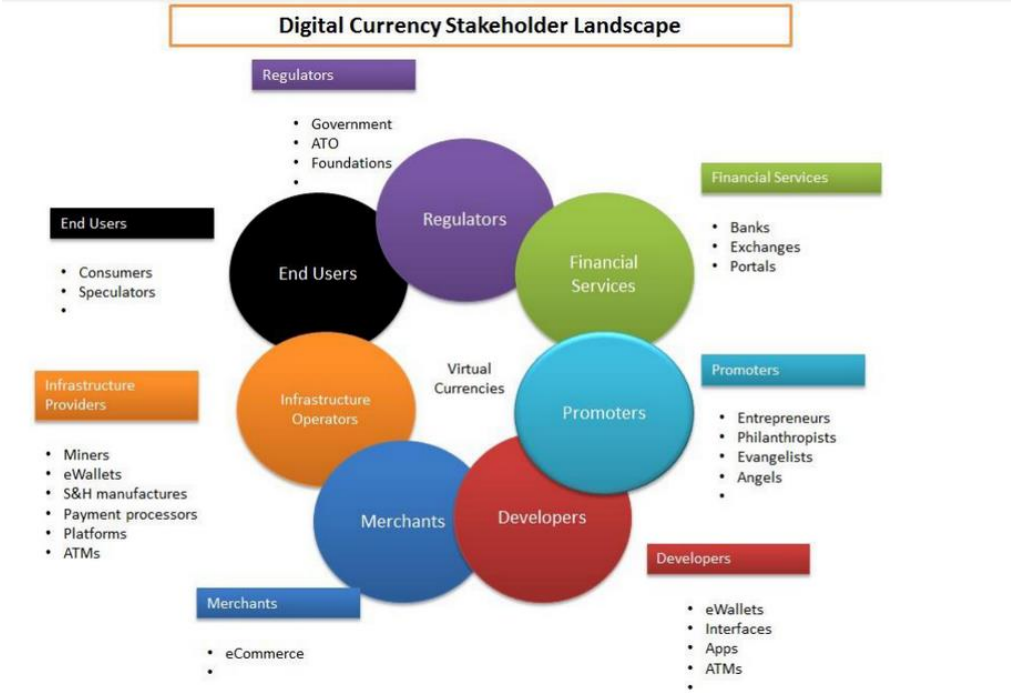 Digital Currency Stakeholder Landscape
Regulators
• Government
• ATO
• Foundations
•
Regulators
Financial Services
• Banks
• Exchanges
• Portals
Financial
Services
End Users
• Consumers
• Speculators
•
End Users
Virtual
Currencies
Infrastructure
Providers
• Miners
• eWallets
• S&H manufactures
• Payment processors
• Platforms
• ATMs
Infrastructure
Operators
Promoters
• Entrepreneurs
• Philanthropists
• Evangelists
• Angels
•
Promoters
Merchants
Developers
Developers
• eWallets
• Interfaces
• Apps
• ATMs
•
Merchants
• eCommerce
•